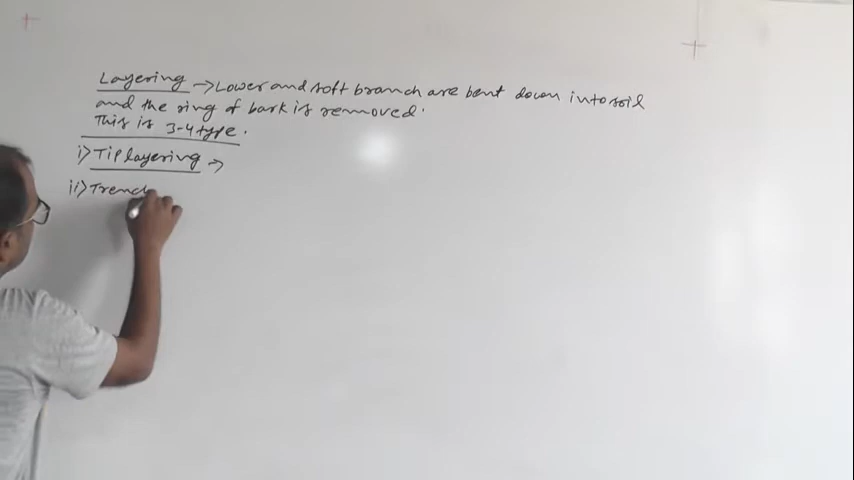 Layering → Lower and soft branch are bent down into soil
and the ring of bark is removed.
This is 3-4 type.
i) Tip layering →
ii) Trench